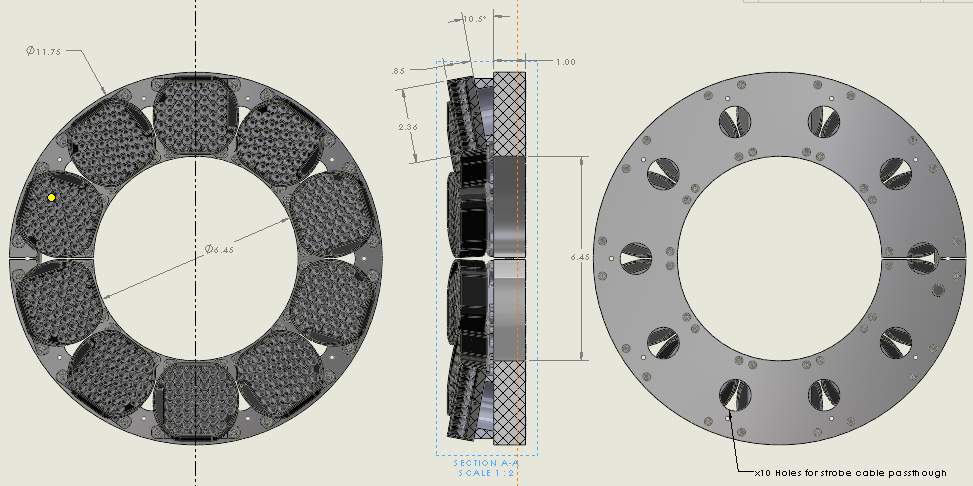 10.5°
Ø11.75
.85
1.00
2.36
Ø6.45
6.45
SECTION A-A
SCALE 1 : 2
x10 Holes for strobe cable passthough